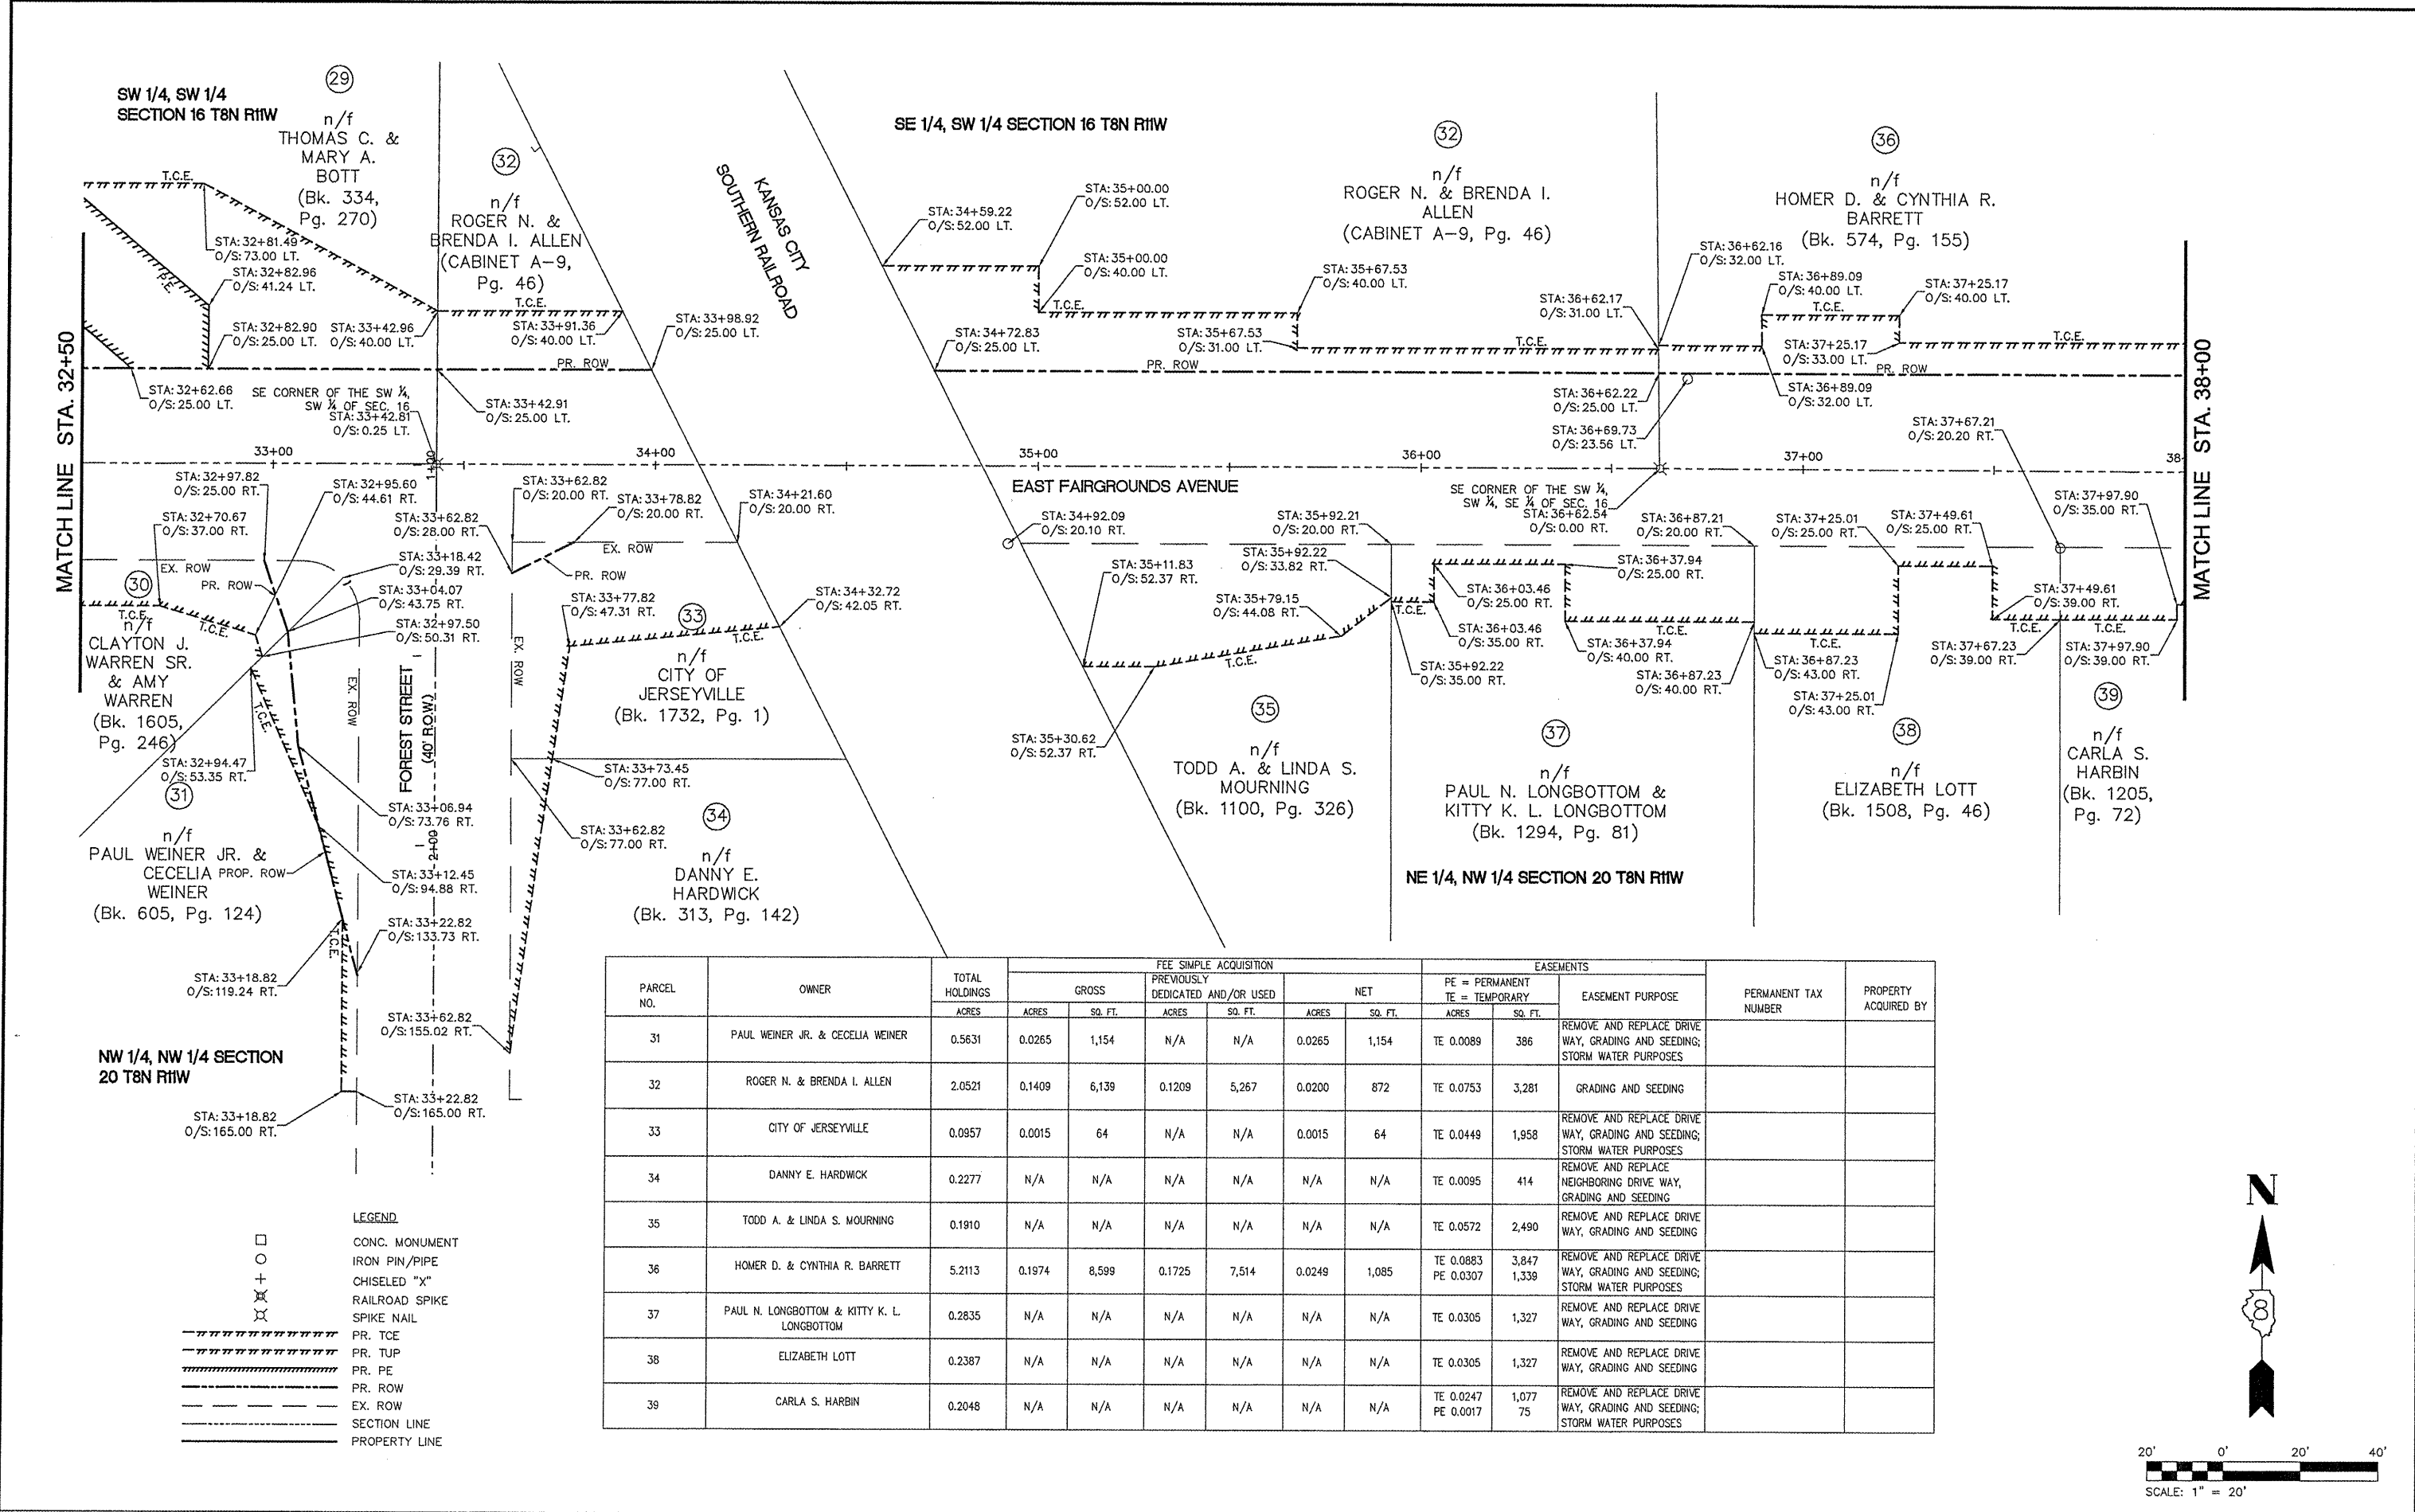 SW 1/4, SW 1/4
SECTION 16 T8N R11W
29
n/f
THOMAS C. &
MARY A.
BOTT
(Bk. 334,
Pg. 270)
32
n/f
ROGER N. &
BRENDA I. ALLEN
(CABINET A-9,
Pg. 46)
KANSAS CITY
SOUTHERN RAILROAD
SE 1/4, SW 1/4 SECTION 16 T8N R11W
32
n/f
ROGER N. & BRENDA I.
ALLEN
(CABINET A-9, Pg. 46)
36
n/f
HOMER D. & CYNTHIA R.
BARRETT
(Bk. 574, Pg. 155)
MATCH LINE STA. 32+50
MATCH LINE STA. 38+00
T.C.E.
STA: 32+81.49
O/S: 73.00 LT.
P.E.
STA: 32+82.96
O/S: 41.24 LT.
STA: 32+82.90
O/S: 25.00 LT.
STA: 33+42.96
O/S: 40.00 LT.
T.C.E.
STA: 33+91.36
O/S: 40.00 LT.
STA: 33+98.92
O/S: 25.00 LT.
PR. ROW
STA: 32+62.66
O/S: 25.00 LT.
SE CORNER OF THE SW ¼,
SW ¼ OF SEC. 16
STA: 33+42.81
O/S: 0.25 LT.
STA: 33+42.91
O/S: 25.00 LT.
STA: 34+59.22
O/S: 52.00 LT.
STA: 35+00.00
O/S: 52.00 LT.
STA: 35+00.00
O/S: 40.00 LT.
T.C.E.
STA: 35+67.53
O/S: 40.00 LT.
STA: 34+72.83
O/S: 25.00 LT.
STA: 35+67.53
O/S: 31.00 LT.
PR. ROW
STA: 36+62.17
O/S: 31.00 LT.
T.C.E.
STA: 36+62.16
O/S: 32.00 LT.
STA: 36+89.09
O/S: 40.00 LT.
T.C.E.
STA: 37+25.17
O/S: 40.00 LT.
STA: 37+25.17
O/S: 33.00 LT.
T.C.E.
PR. ROW
STA: 36+62.22
O/S: 25.00 LT.
STA: 36+89.09
O/S: 32.00 LT.
STA: 36+69.73
O/S: 23.56 LT.
STA: 37+67.21
O/S: 20.20 RT.
33+00
1+00
34+00
35+00
36+00
37+00
38
EAST FAIRGROUNDS AVENUE
SE CORNER OF THE SW ¼,
SW ¼, SE ¼ OF SEC. 16
STA: 36+62.54
O/S: 0.00 RT.
STA: 32+97.82
O/S: 25.00 RT.
STA: 32+95.60
O/S: 44.61 RT.
STA: 32+70.67
O/S: 37.00 RT.
STA: 33+62.82
O/S: 20.00 RT.
STA: 33+78.82
O/S: 20.00 RT.
STA: 34+21.60
O/S: 20.00 RT.
STA: 33+62.82
O/S: 28.00 RT.
EX. ROW
PR. ROW
EX. ROW
PR. ROW
STA: 33+18.42
O/S: 29.39 RT.
STA: 33+04.07
O/S: 43.75 RT.
STA: 32+97.50
O/S: 50.31 RT.
STA: 33+77.82
O/S: 47.31 RT.
STA: 34+32.72
O/S: 42.05 RT.
30
T.C.E.
T.C.E.
n/f
CLAYTON J.
WARREN SR.
& AMY
WARREN
(Bk. 1605,
Pg. 246)
T.C.E.
EX. ROW
FOREST STREET
(40' R.O.W.)
EX. ROW
33
T.C.E.
n/f
CITY OF
JERSEYVILLE
(Bk. 1732, Pg. 1)
STA: 32+94.47
O/S: 53.35 RT.
31
n/f
PAUL WEINER JR. &
CECELIA
WEINER
(Bk. 605, Pg. 124)
PROP. ROW
STA: 33+73.45
O/S: 77.00 RT.
STA: 33+06.94
O/S: 73.76 RT.
2+00
STA: 33+62.82
O/S: 77.00 RT.
34
n/f
DANNY E.
HARDWICK
(Bk. 313, Pg. 142)
STA: 33+12.45
O/S: 94.88 RT.
STA: 33+22.82
O/S: 133.73 RT.
T.C.E.
STA: 33+18.82
O/S: 119.24 RT.
STA: 33+62.82
O/S: 155.02 RT.
NW 1/4, NW 1/4 SECTION
20 T8N R11W
STA: 33+22.82
O/S: 165.00 RT.
STA: 33+18.82
O/S: 165.00 RT.
STA: 34+92.09
O/S: 20.10 RT.
STA: 35+92.21
O/S: 20.00 RT.
STA: 35+92.22
O/S: 33.82 RT.
STA: 35+11.83
O/S: 52.37 RT.
STA: 35+79.15
O/S: 44.08 RT.
T.C.E.
T.C.E.
STA: 35+30.62
O/S: 52.37 RT.
STA: 36+37.94
O/S: 25.00 RT.
STA: 36+03.46
O/S: 25.00 RT.
STA: 36+03.46
O/S: 35.00 RT.
STA: 35+92.22
O/S: 35.00 RT.
STA: 36+37.94
O/S: 40.00 RT.
T.C.E.
STA: 36+87.21
O/S: 20.00 RT.
STA: 36+87.23
O/S: 40.00 RT.
STA: 37+25.01
O/S: 25.00 RT.
STA: 37+49.61
O/S: 25.00 RT.
STA: 37+97.90
O/S: 35.00 RT.
T.C.E.
STA: 36+87.23
O/S: 43.00 RT.
STA: 37+25.01
O/S: 43.00 RT.
STA: 37+49.61
O/S: 39.00 RT.
T.C.E.
T.C.E.
STA: 37+67.23
O/S: 39.00 RT.
STA: 37+97.90
O/S: 39.00 RT.
35
n/f
TODD A. & LINDA S.
MOURNING
(Bk. 1100, Pg. 326)
37
n/f
PAUL N. LONGBOTTOM &
KITTY K. L. LONGBOTTOM
(Bk. 1294, Pg. 81)
38
n/f
ELIZABETH LOTT
(Bk. 1508, Pg. 46)
39
n/f
CARLA S.
HARBIN
(Bk. 1205,
Pg. 72)
NE 1/4, NW 1/4 SECTION 20 T8N R11W
PARCEL NO. OWNER TOTAL HOLDINGS FEE SIMPLE ACQUISITION EASEMENTS PERMANENT TAX NUMBER PROPERTY ACQUIRED BY
GROSS PREVIOUSLY DEDICATED AND/OR USED NET PE = PERMANENT TE = TEMPORARY EASEMENT PURPOSE
ACRES ACRES SQ. FT. ACRES SQ. FT. ACRES SQ. FT. ACRES SQ. FT.
31 PAUL WEINER JR. & CECELIA WEINER 0.5631 0.0265 1,154 N/A N/A 0.0265 1,154 TE 0.0089 386 REMOVE AND REPLACE DRIVE WAY, GRADING AND SEEDING; STORM WATER PURPOSES
32 ROGER N. & BRENDA I. ALLEN 2.0521 0.1409 6,139 0.1209 5,267 0.0200 872 TE 0.0753 3,281 GRADING AND SEEDING
33 CITY OF JERSEYVILLE 0.0957 0.0015 64 N/A N/A 0.0015 64 TE 0.0449 1,958 REMOVE AND REPLACE DRIVE WAY, GRADING AND SEEDING; STORM WATER PURPOSES
34 DANNY E. HARDWICK 0.2277 N/A N/A N/A N/A N/A N/A TE 0.0095 414 REMOVE AND REPLACE NEIGHBORING DRIVE WAY, GRADING AND SEEDING
35 TODD A. & LINDA S. MOURNING 0.1910 N/A N/A N/A N/A N/A N/A TE 0.0572 2,490 REMOVE AND REPLACE DRIVE WAY, GRADING AND SEEDING
36 HOMER D. & CYNTHIA R. BARRETT 5.2113 0.1974 8,599 0.1725 7,514 0.0249 1,085 TE 0.0883 3,847 PE 0.0307 1,339 REMOVE AND REPLACE DRIVE WAY, GRADING AND SEEDING; STORM WATER PURPOSES
37 PAUL N. LONGBOTTOM & KITTY K. L. LONGBOTTOM 0.2835 N/A N/A N/A N/A N/A N/A TE 0.0305 1,327 REMOVE AND REPLACE DRIVE WAY, GRADING AND SEEDING
38 ELIZABETH LOTT 0.2387 N/A N/A N/A N/A N/A N/A TE 0.0305 1,327 REMOVE AND REPLACE DRIVE WAY, GRADING AND SEEDING
39 CARLA S. HARBIN 0.2048 N/A N/A N/A N/A N/A N/A TE 0.0247 1,077 PE 0.0017 75 REMOVE AND REPLACE DRIVE WAY, GRADING AND SEEDING; STORM WATER PURPOSES
LEGEND
CONC. MONUMENT
IRON PIN/PIPE
CHISELED "X"
RAILROAD SPIKE
SPIKE NAIL
PR. TCE
PR. TUP
PR. PE
PR. ROW
EX. ROW
SECTION LINE
PROPERTY LINE
N
8
20' 0' 20' 40'
SCALE: 1" = 20'